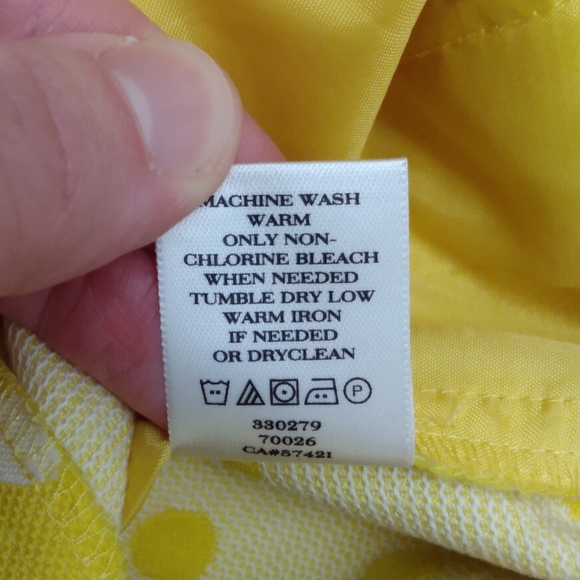 MACHINE WASH
WARM
ONLY NON-
CHLORINE BLEACH
WHEN NEEDED
TUMBLE DRY LOW
WARM IRON
IF NEEDED
OR DRYCLEAN
P
330279
70026
CA#57421